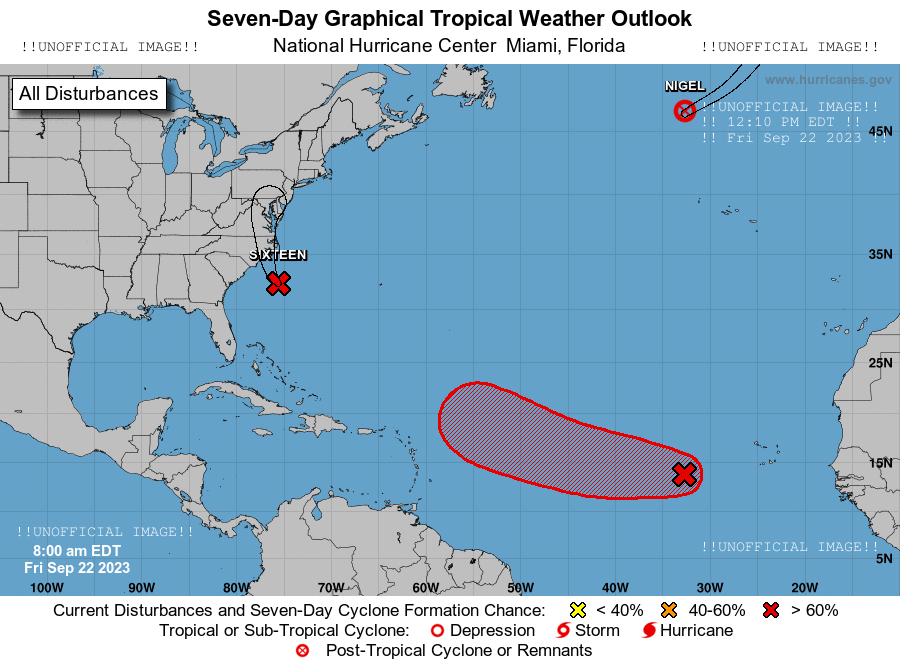 Seven-Day Graphical Tropical Weather Outlook
!!UNOFFICIAL IMAGE!! National Hurricane Center Miami, Florida !!UNOFFICIAL IMAGE!!
All Disturbances
www.hurricanes.gov
NIGEL
!!UNOFFICIAL IMAGE!!
!! 12:10 PM EDT !!
!! Fri Sep 22 2023 !!
45N
SIXTEEN
35N
25N
15N
!!UNOFFICIAL IMAGE!!
8:00 am EDT
Fri Sep 22 2023
!!UNOFFICIAL IMAGE!!
5N
100W 90W 80W 70W 60W 50W 40W 30W 20W
Current Disturbances and Seven-Day Cyclone Formation Chance: < 40% 40-60% > 60%
Tropical or Sub-Tropical Cyclone: Depression Storm Hurricane
Post-Tropical Cyclone or Remnants